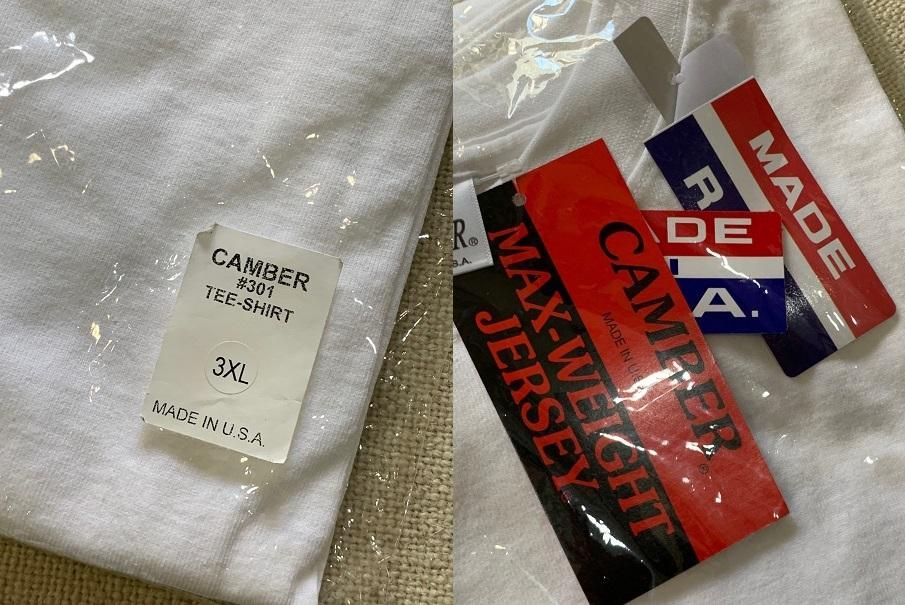 CAMBER
#301
TEE-SHIRT
3XL
MADE IN U.S.A.
R®
S.A.
CAMBER®
MADE IN U.S.
MAX-WEIGHT
JERSEY
DE
A.
MADE
R